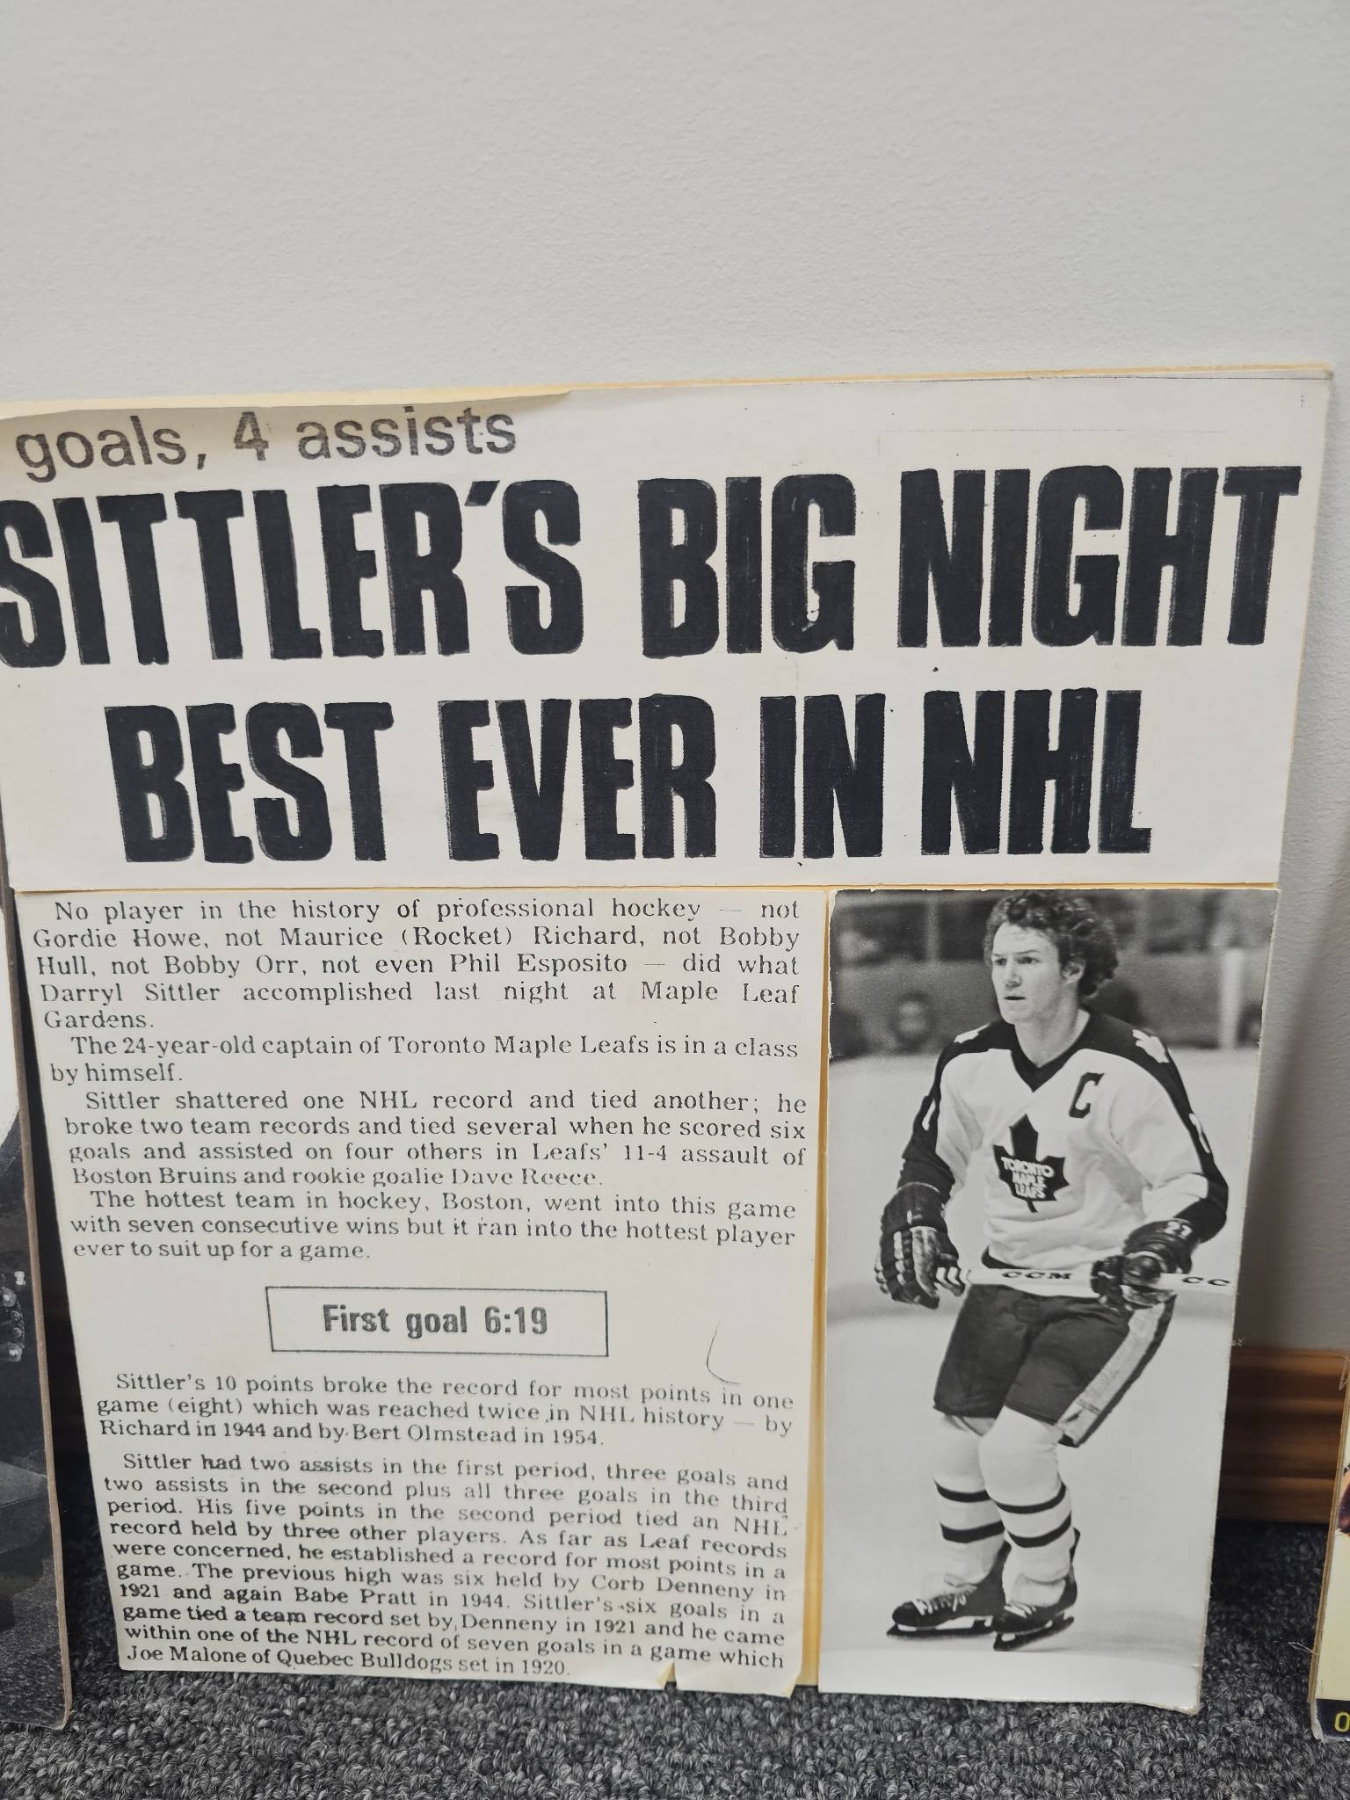 goals, 4 assists
SITTLER'S BIG NIGHT
BEST EVER IN NHL
No player in the history of professional hockey — not
Gordie Howe, not Maurice (Rocket) Richard, not Bobby
Hull, not Bobby Orr, not even Phil Esposito — did what
Darryl Sittler accomplished last night at Maple Leaf
Gardens.
The 24-year-old captain of Toronto Maple Leafs is in a class
by himself.
Sittler shattered one NHL record and tied another; he
broke two team records and tied several when he scored six
goals and assisted on four others in Leafs' 11-4 assault of
Boston Bruins and rookie goalie Dave Reece.
The hottest team in hockey, Boston, went into this game
with seven consecutive wins but it ran into the hottest player
ever to suit up for a game.
First goal 6:19
Sittler's 10 points broke the record for most points in one
game (eight) which was reached twice in NHL history — by
Richard in 1944 and by Bert Olmstead in 1954.
Sittler had two assists in the first period, three goals and
two assists in the second plus all three goals in the third
period. His five points in the second period tied an NHL
record held by three other players. As far as Leaf records
were concerned, he established a record for most points in a
game. The previous high was six held by Corb Denneny in
1921 and again Babe Pratt in 1944. Sittler's six goals in a
game tied a team record set by Denneny in 1921 and he came
within one of the NHL record of seven goals in a game which
Joe Malone of Quebec Bulldogs set in 1920.
C
TORONTO
MAPLE
LEAFS
27
CCM
CC